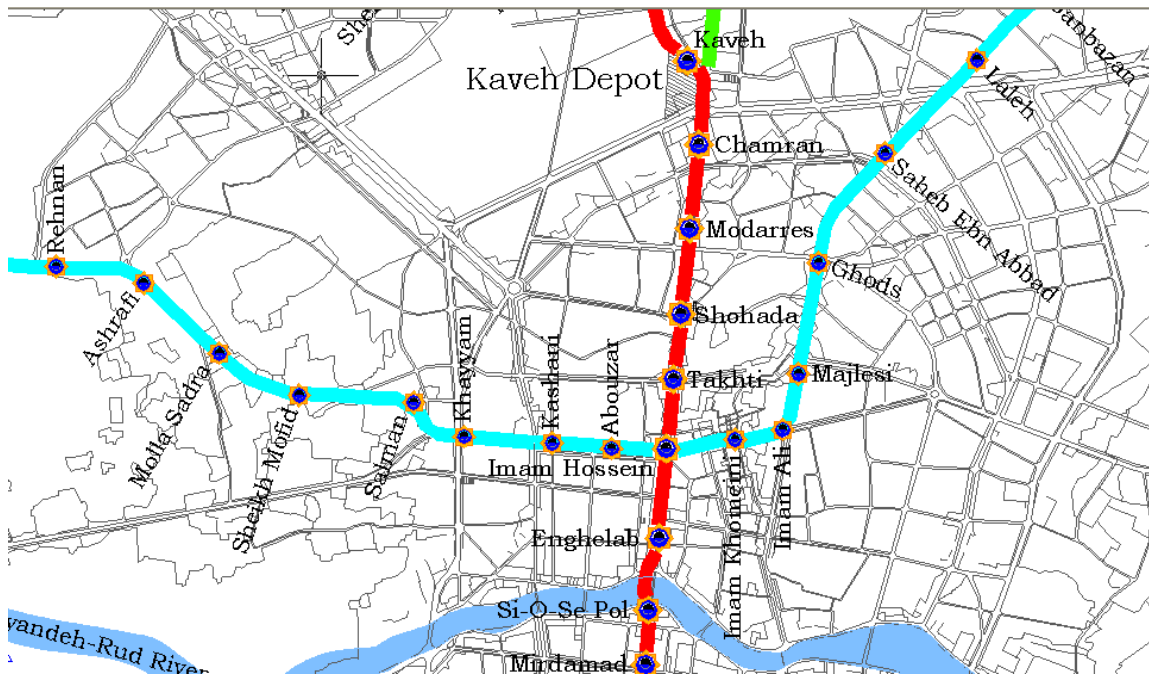 Kaveh
Kaveh Depot
Laleh
Chamran
Saheb Ebn Abbad
Rehnan
Modarres
Ghods
Ashrafi
Shohada
Molla Sadra
Takhti
Majlesi
Sheikh Mofid
Salman
Khayyam
Kashani
Abouzar
Imam Hossein
Imam Khomeini
Imam Ali
Enghelab
Si-O-Se Pol
Mirdamad
yandeh-Rud River